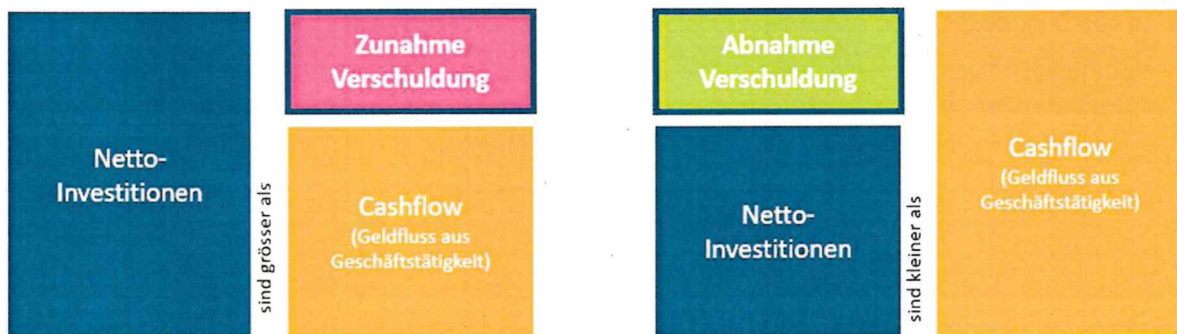 Netto-
Investitionen
sind grösser als
Zunahme
Verschuldung
Cashflow
(Geldfluss aus
Geschäftstätigkeit)
Abnahme
Verschuldung
Netto-
Investitionen
sind kleiner als
Cashflow
(Geldfluss aus
Geschäftstätigkeit)